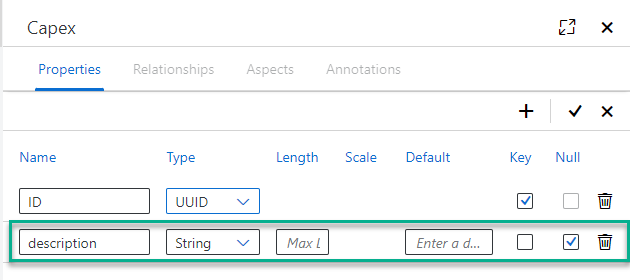 Capex
Properties Relationships Aspects Annotations
Name Type Length Scale Default Key Null
ID UUID
description String Max L Enter a d...